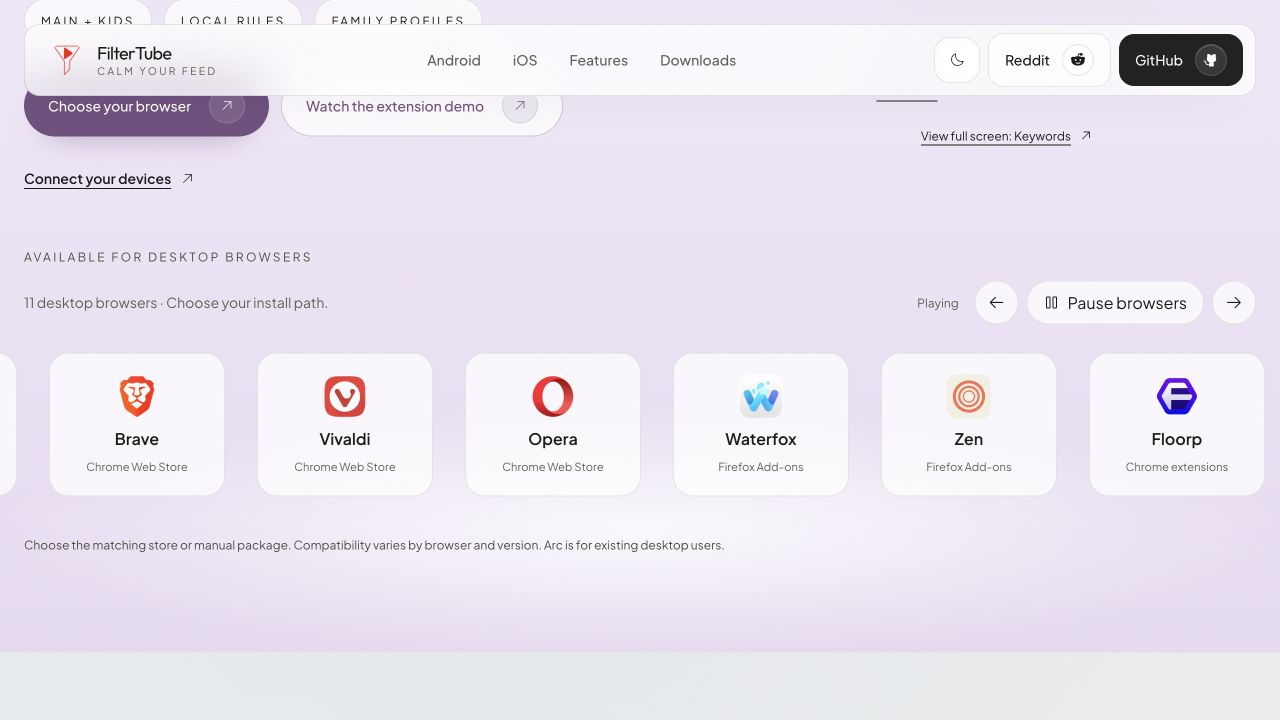 MAIN + KIDS
LOCAL RULES
FAMILY PROFILES
FilterTube
CALM YOUR FEED
Android
iOS
Features
Downloads
Reddit
GitHub
Choose your browser
Watch the extension demo
View full screen: Keywords
Connect your devices
AVAILABLE FOR DESKTOP BROWSERS
11 desktop browsers · Choose your install path.
Playing
Pause browsers
Brave
Chrome Web Store
Vivaldi
Chrome Web Store
Opera
Chrome Web Store
Waterfox
Firefox Add-ons
Zen
Firefox Add-ons
Floorp
Chrome extensions
Choose the matching store or manual package. Compatibility varies by browser and version. Arc is for existing desktop users.